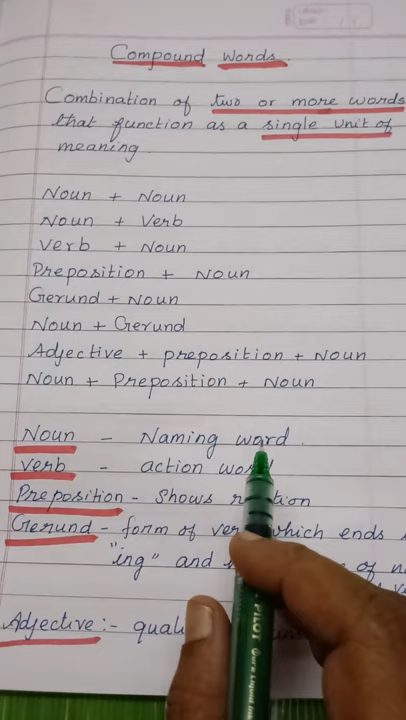 Compound Words.
Combination of two or more words
that function as a single unit of
meaning
Noun + Noun
Noun + Verb
Verb + Noun
Preposition + Noun
Gerund + Noun
Noun + Gerund
Adjective + preposition + Noun
Noun + Preposition + Noun
Noun - Naming word.
Verb - action
Preposition - Shows
Gerund - form of which ends
"ing" and of
Adjective :-
PILOT